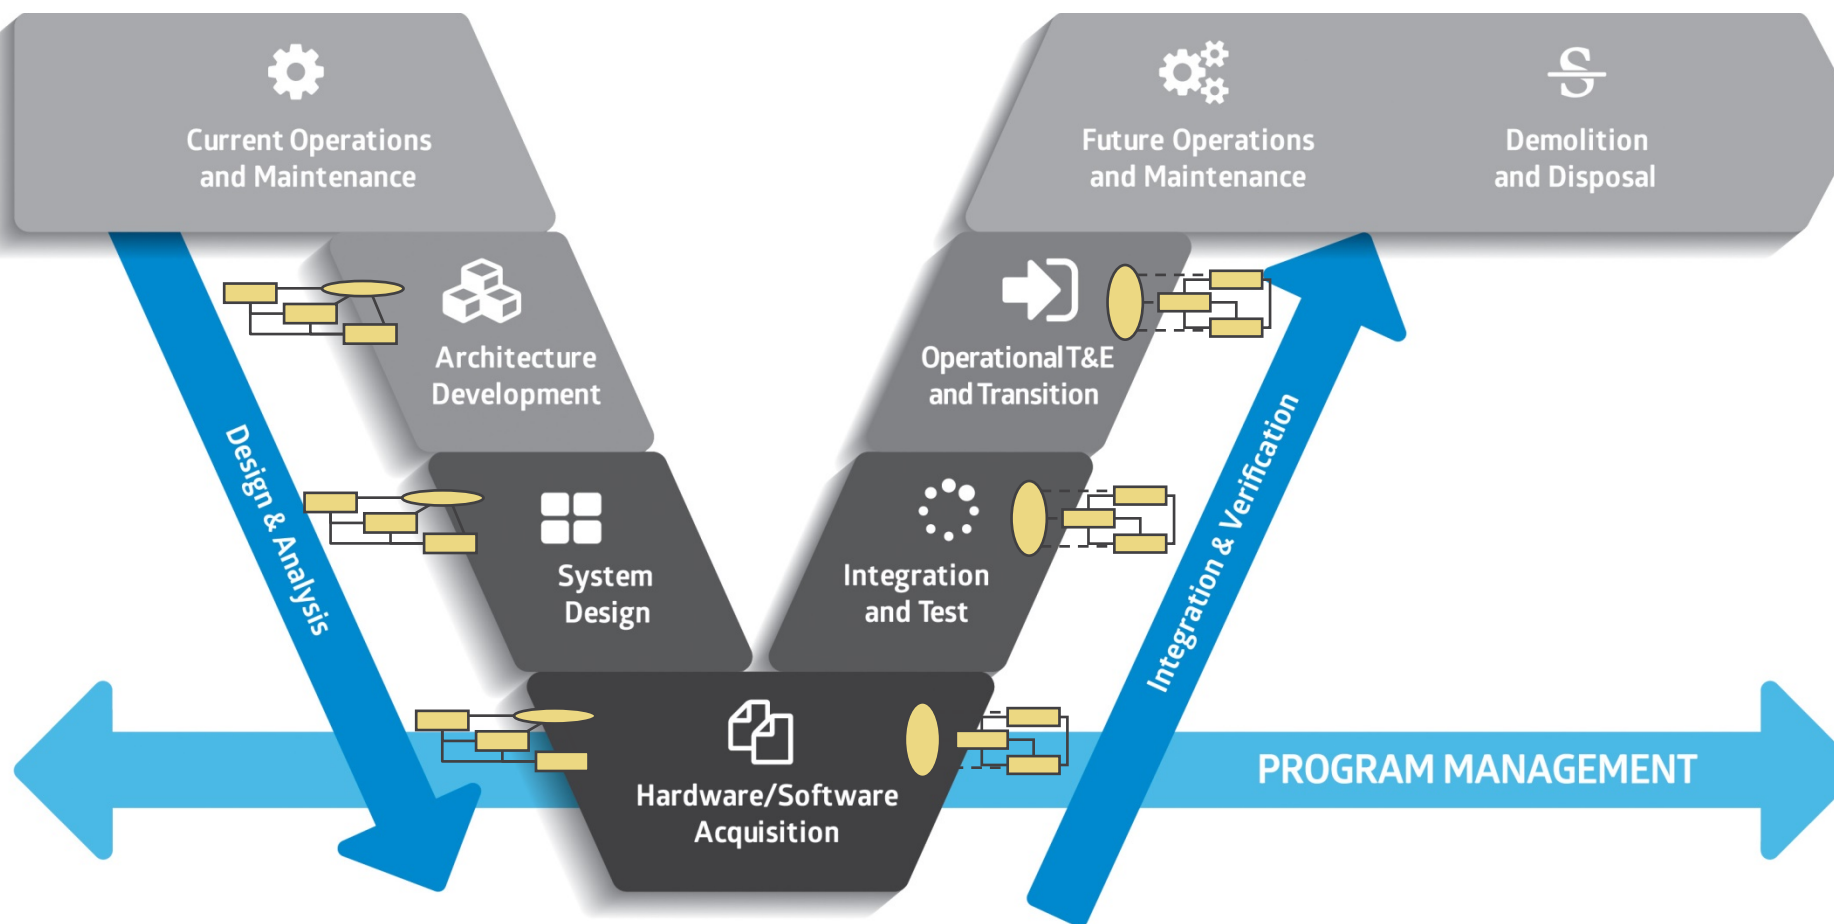 Current Operations
and Maintenance
Future Operations
and Maintenance
Demolition
and Disposal
Architecture
Development
Operational T&E
and Transition
Design & Analysis
System
Design
Integration
and Test
Integration & Verification
Hardware/Software
Acquisition
PROGRAM MANAGEMENT